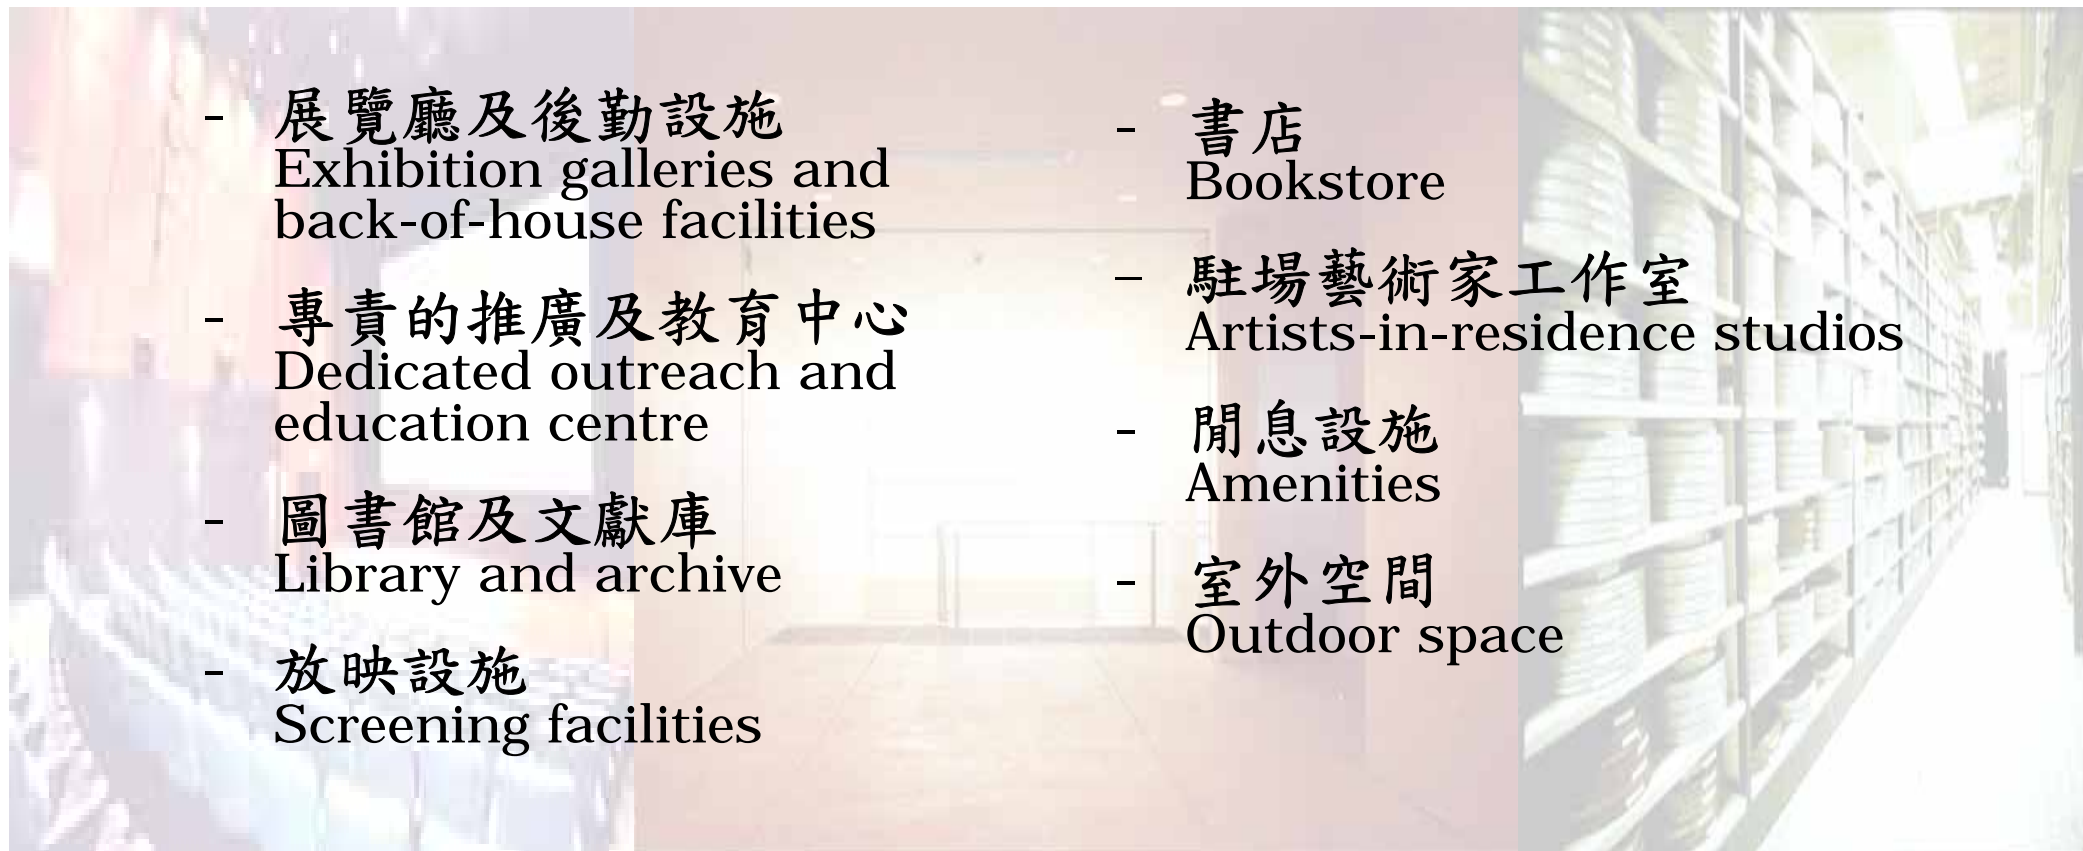 - 展覽廳及後勤設施
Exhibition galleries and
back-of-house facilities
- 專責的推廣及教育中心
Dedicated outreach and
education centre
- 圖書館及文獻庫
Library and archive
- 放映設施
Screening facilities
- 書店
Bookstore
– 駐場藝術家工作室
Artists-in-residence studios
- 閒息設施
Amenities
- 室外空間
Outdoor space